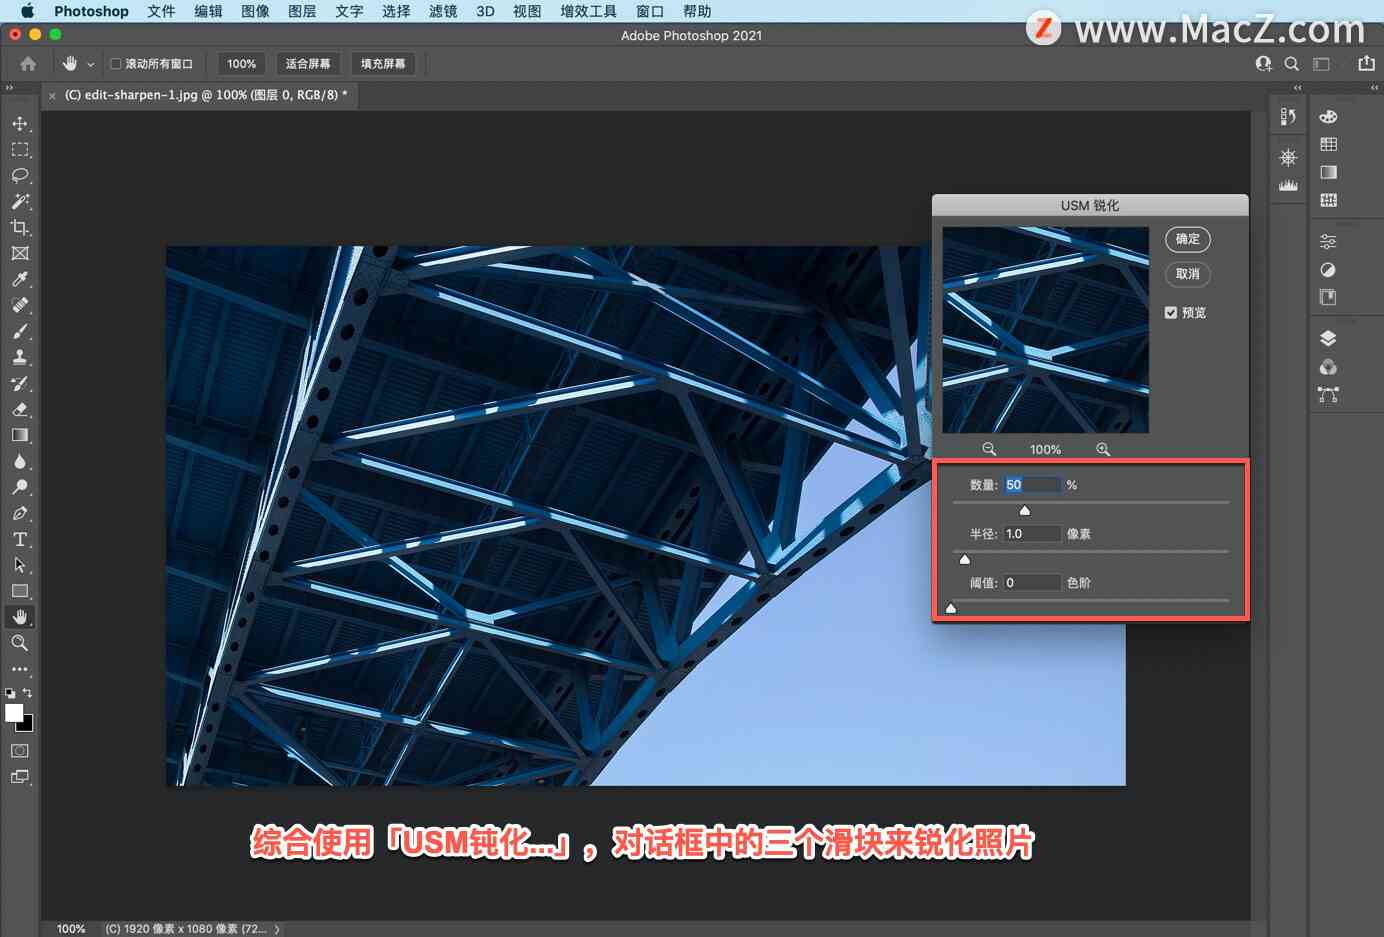 Photoshop 文件 编辑 图像 图层 文字 选择 滤镜 3D 视图 增效工具 窗口 帮助
Adobe Photoshop 2021
www.MacZ.com
滚动所有窗口 100% 适合屏幕 填充屏幕
× (C) edit-sharpen-1.jpg @ 100% (图层 0, RGB/8) *
USM 锐化
确定
取消
预览
100%
数量: 50 %
半径: 1.0 像素
阈值: 0 色阶
综合使用「USM钝化...」，对话框中的三个滑块来锐化照片
100% (C) 1920 像素 x 1080 像素 (72...